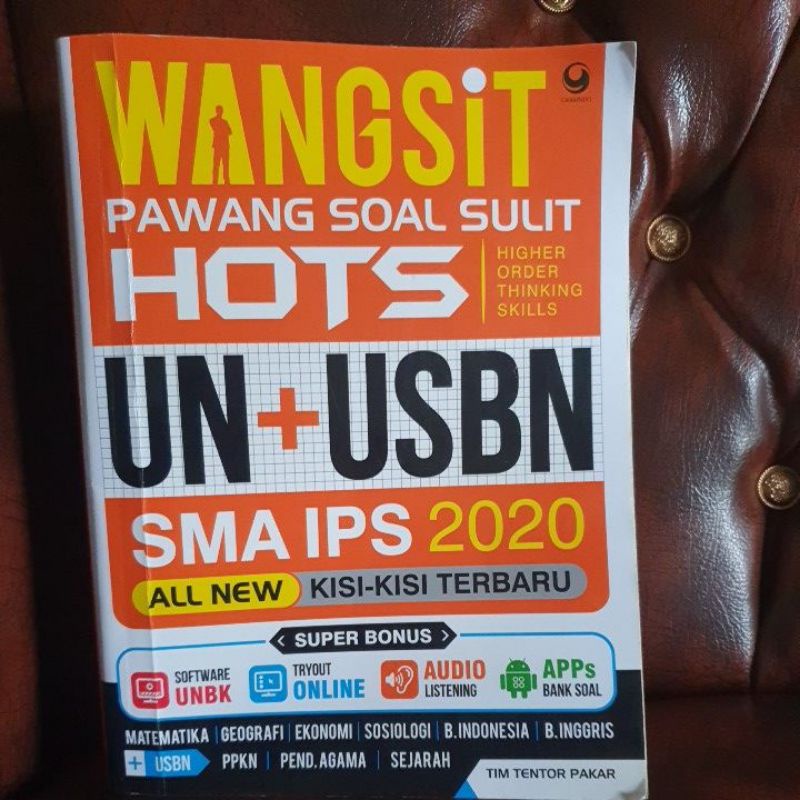 WANGSiT
PAWANG SOAL SULIT
HOTS
HIGHER
ORDER
THINKING
SKILLS
UN+USBN
SMA IPS 2020
ALL NEW KISI-KISI TERBARU
SUPER BONUS
SOFTWARE
UNBK
TRYOUT
ONLINE
AUDIO
LISTENING
APPs
BANK SOAL
MATEMATIKA | GEOGRAFI | EKONOMI | SOSIOLOGI | B.INDONESIA | B.INGGRIS
+ USBN PPKN | PEND.AGAMA | SEJARAH
TIM TENTOR PAKAR